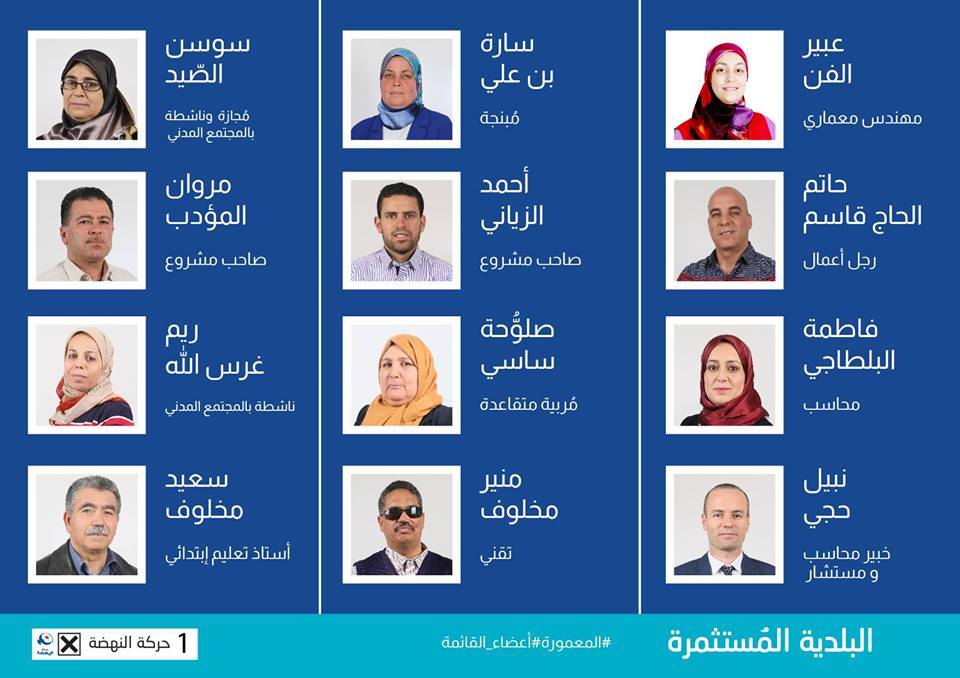 عبير
الفن
مهندس معماري
سارة
بن علي
مُبنجة
سوسن
الصّيد
مُجازة وناشطة
بالمجتمع المدني
حاتم
الحاج قاسم
رجل أعمال
أحمد
الزياني
صاحب مشروع
مروان
المؤدب
صاحب مشروع
فاطمة
البلطاجي
محاسب
صلوُّحة
ساسي
مُربية متقاعدة
ريم
غرس الله
ناشطة بالمجتمع المدني
نبيل
حجي
خبير محاسب
و مستشار
منير
مخلوف
تقني
سعيد
مخلوف
أستاذ تعليم إبتدائي
البلدية المُستثمرة
#المعمورة#أعضاء_القائمة
1 حركة النهضة